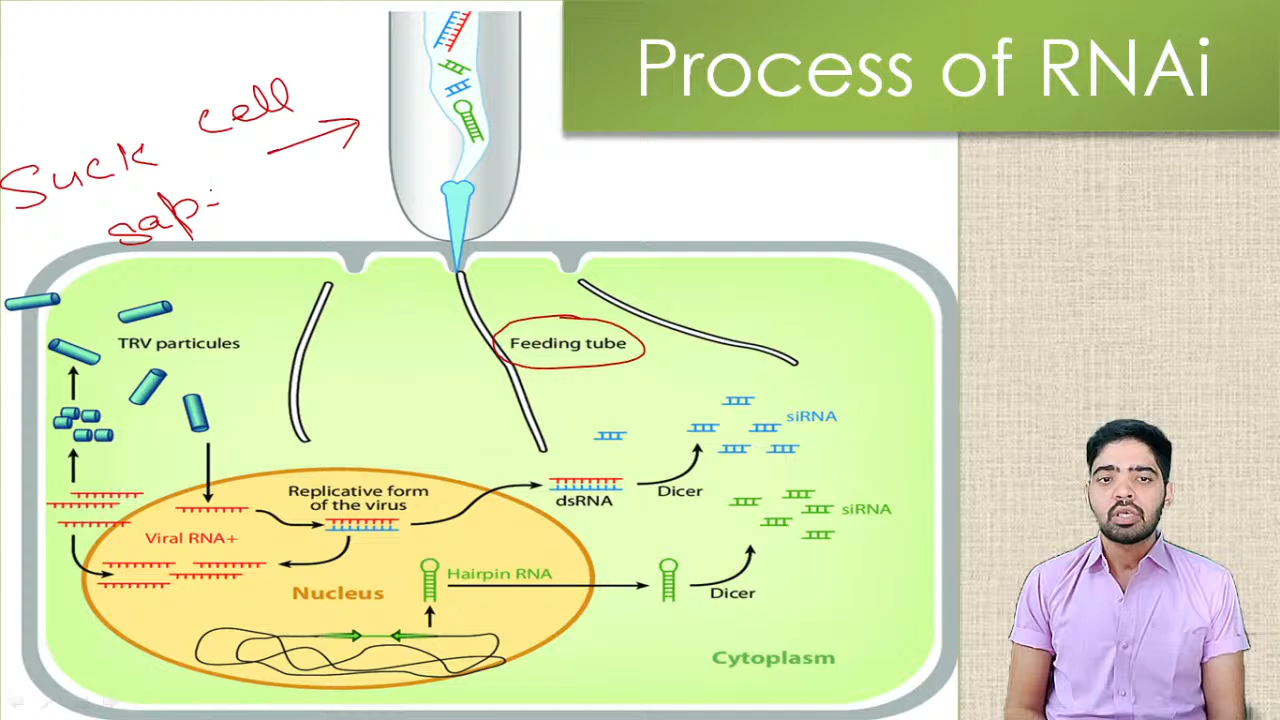 Process of RNAi
Suck cell
sap.
TRV particules
Feeding tube
siRNA
Replicative form
of the virus
dsRNA
Dicer
siRNA
Viral RNA+
Hairpin RNA
Nucleus
Dicer
Cytoplasm